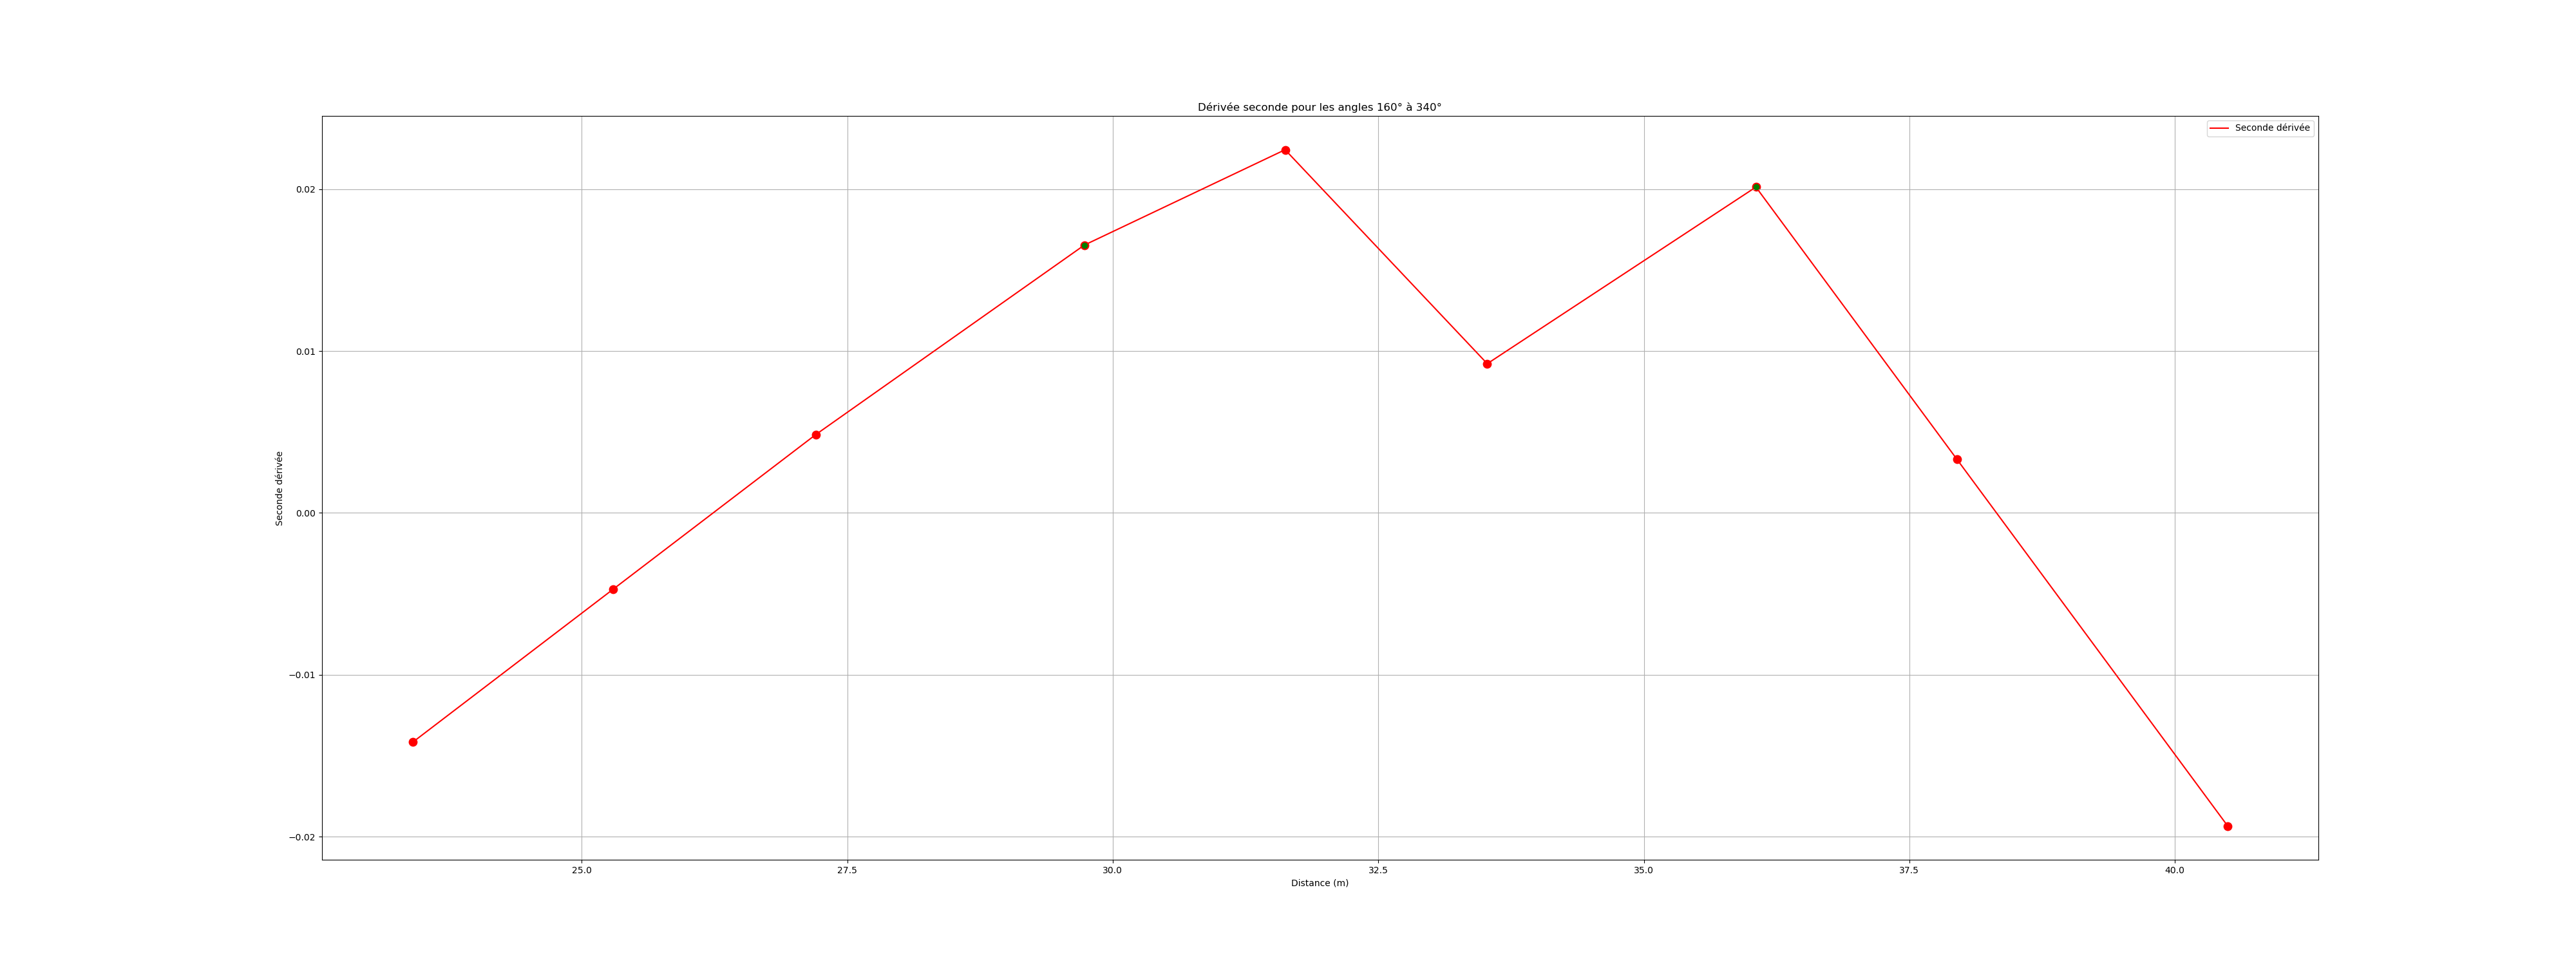 Dérivée seconde pour les angles 160° à 340°
Seconde dérivée
0.02
0.01
0.00
−0.01
−0.02
Seconde dérivée
25.0 27.5 30.0 32.5 35.0 37.5 40.0
Distance (m)